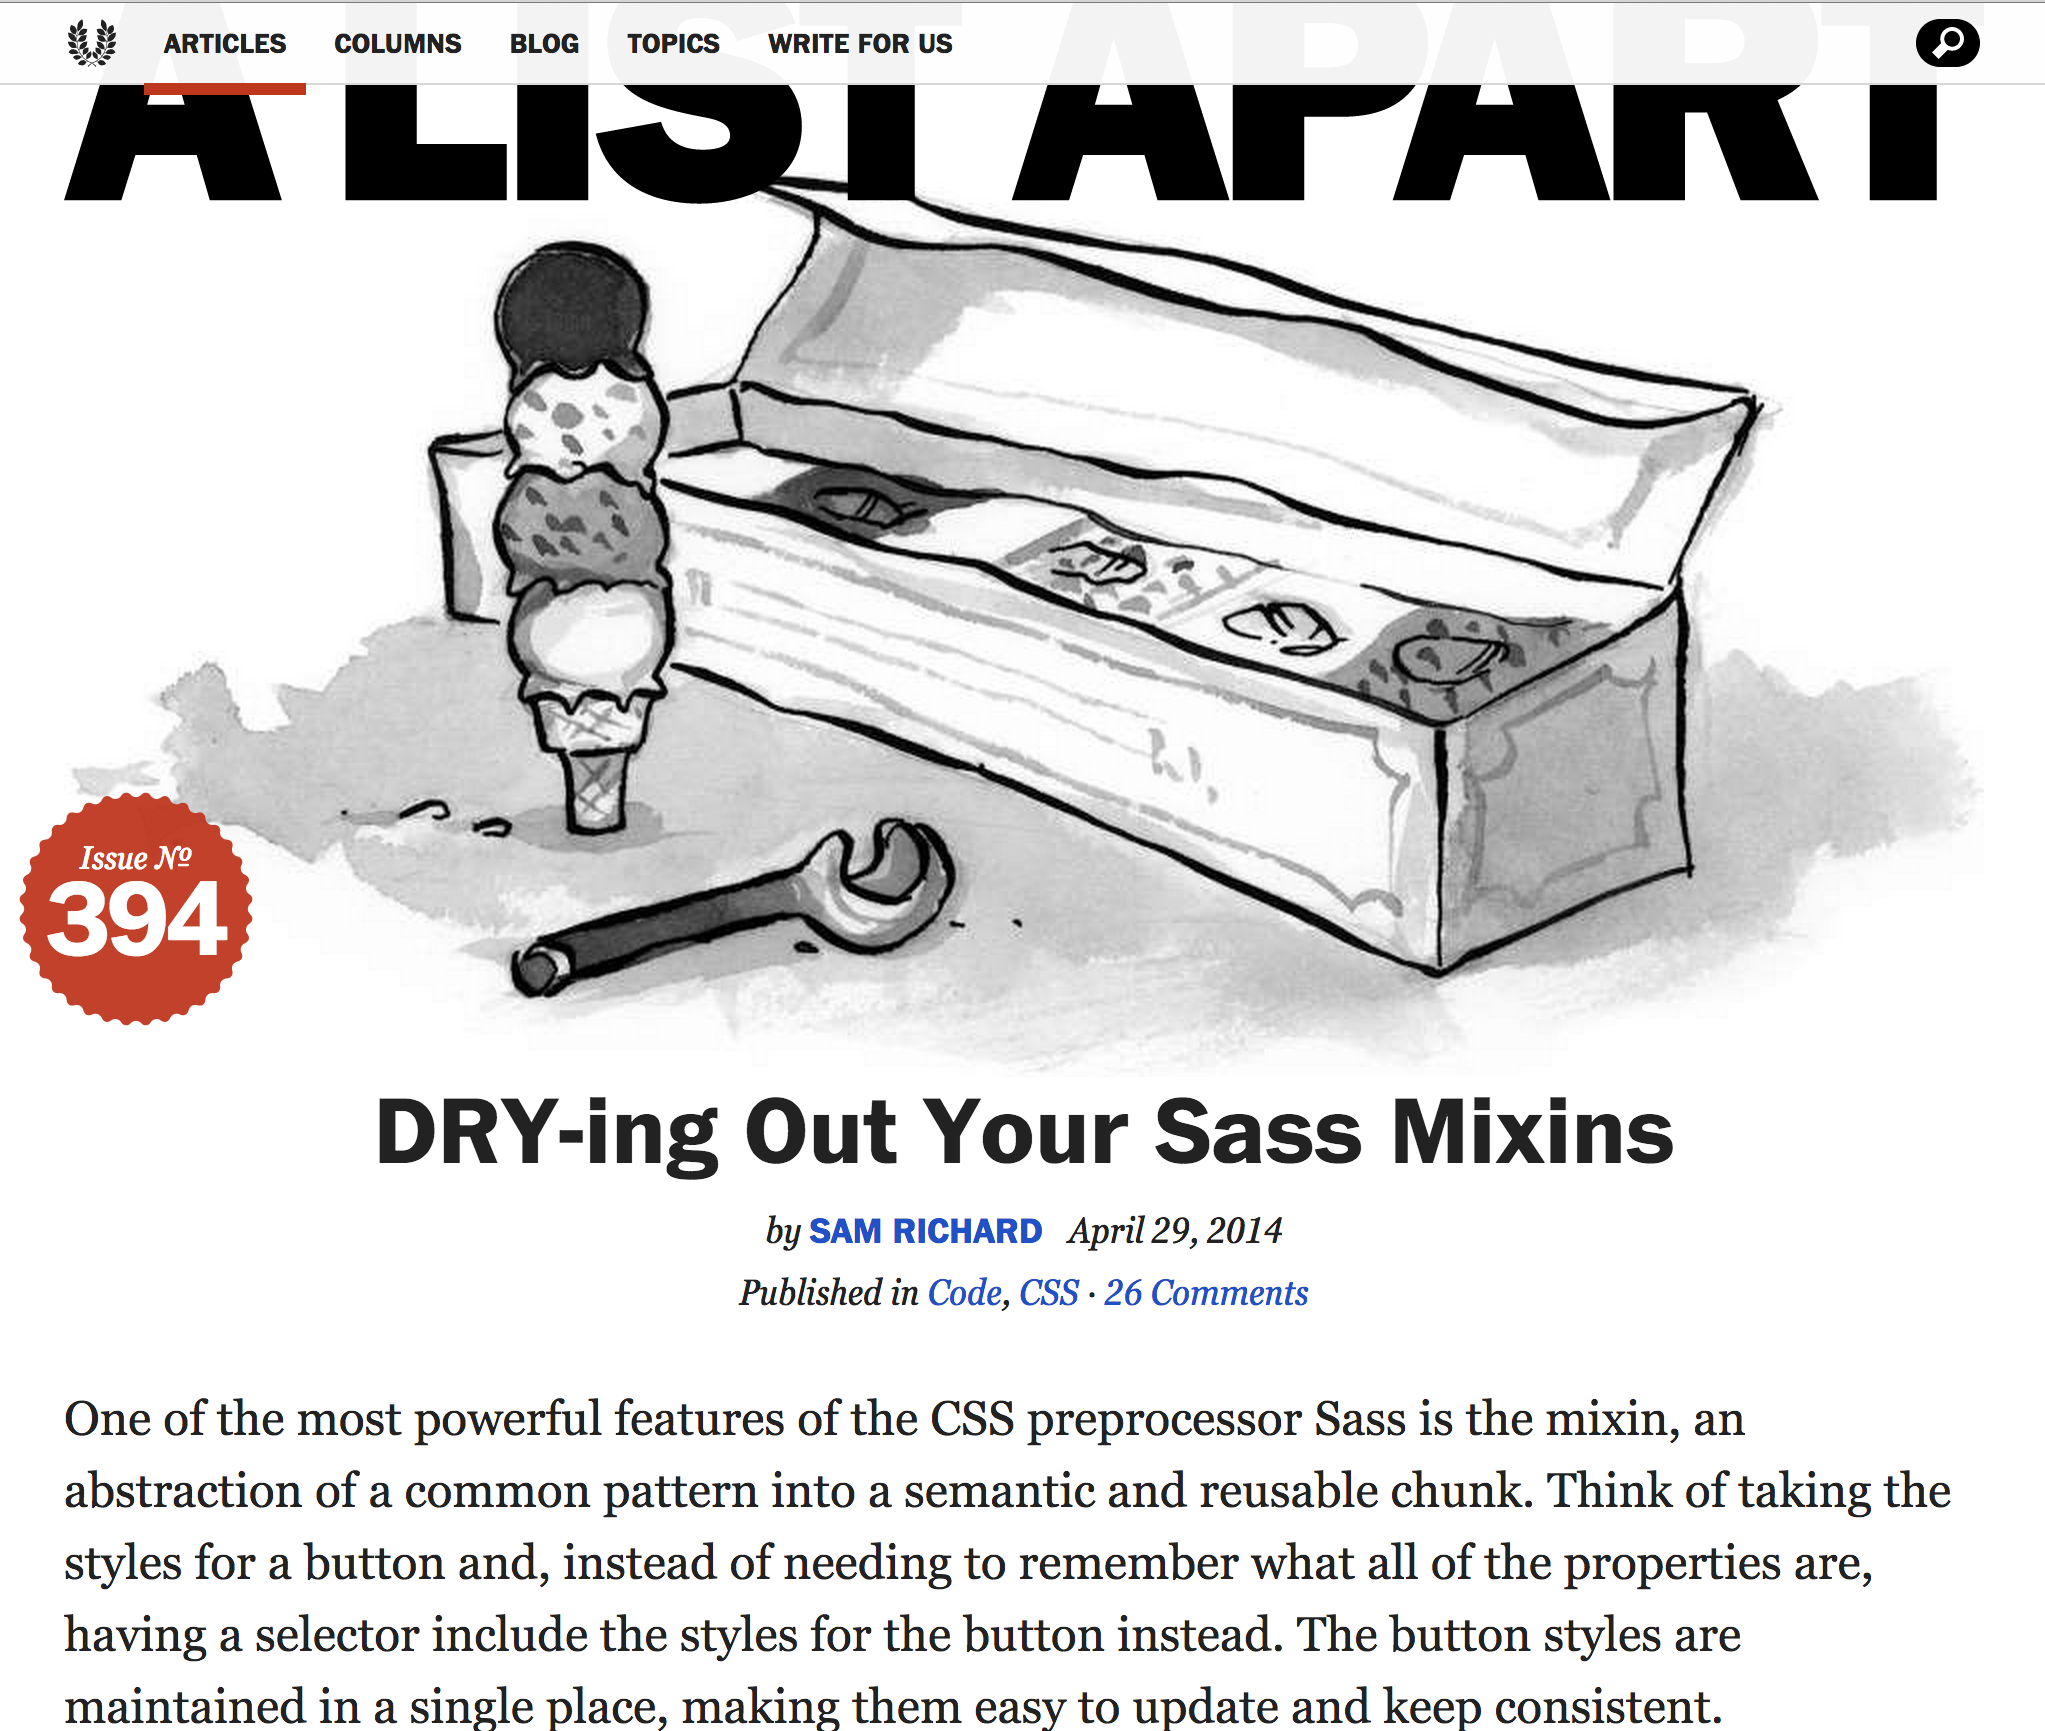 ARTICLES COLUMNS BLOG TOPICS WRITE FOR US
A LIST APART
Issue Nº
394
DRY-ing Out Your Sass Mixins
by SAM RICHARD April 29, 2014
Published in Code, CSS · 26 Comments
One of the most powerful features of the CSS preprocessor Sass is the mixin, an
abstraction of a common pattern into a semantic and reusable chunk. Think of taking the
styles for a button and, instead of needing to remember what all of the properties are,
having a selector include the styles for the button instead. The button styles are
maintained in a single place, making them easy to update and keep consistent.